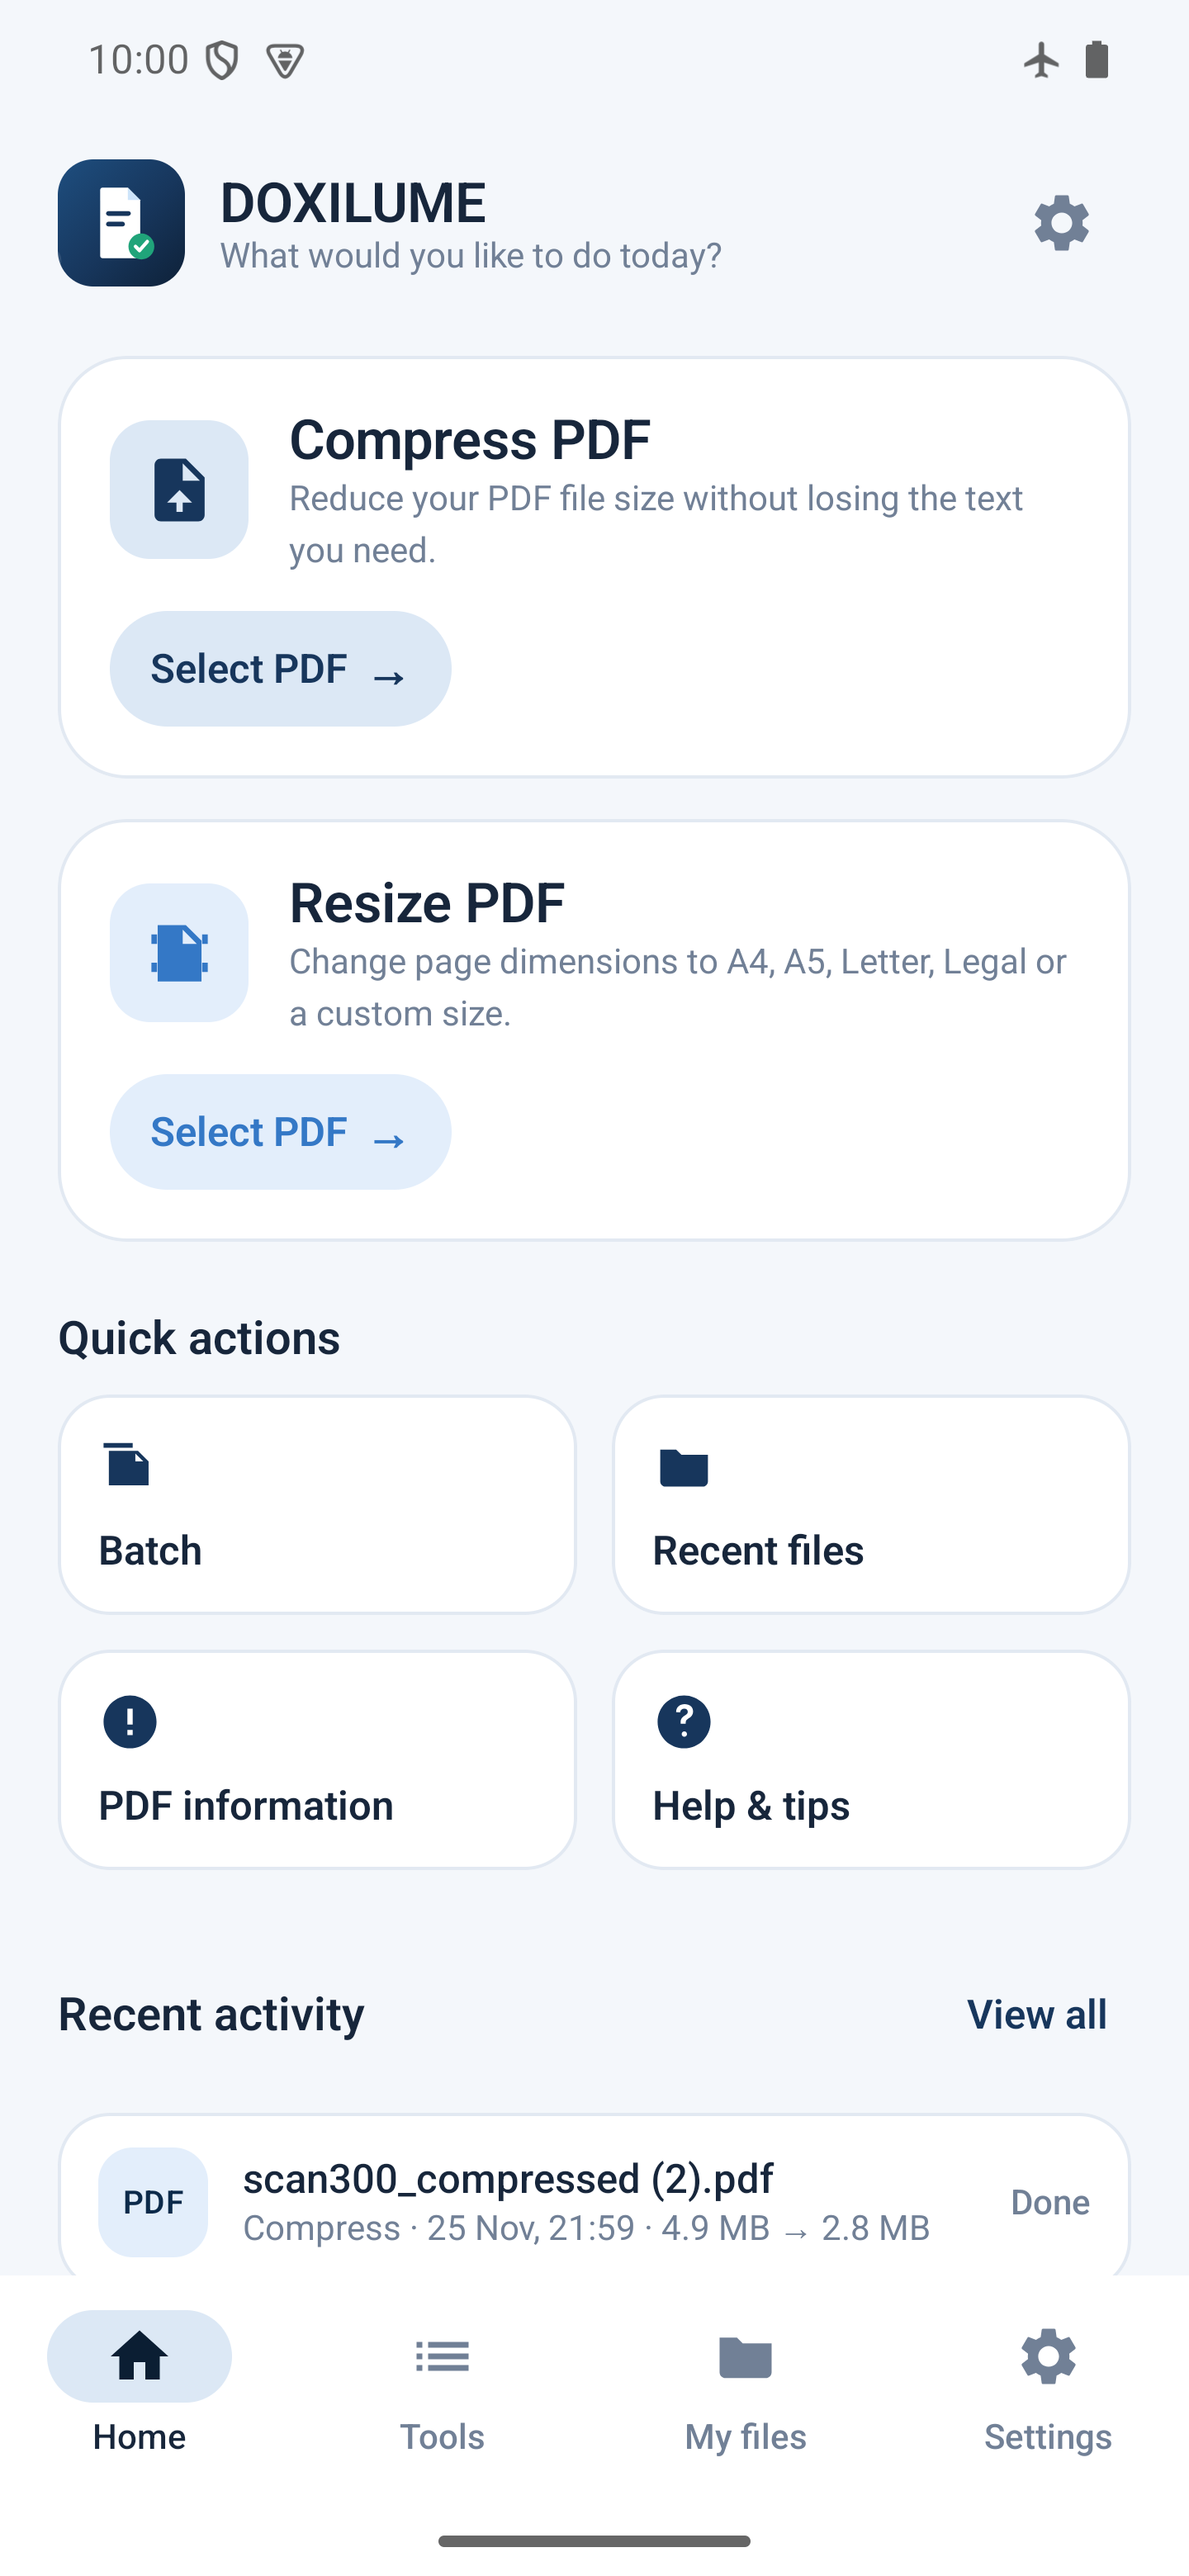 10:00
DOXILUME
What would you like to do today?
Compress PDF
Reduce your PDF file size without losing the text
you need.
Select PDF →
Resize PDF
Change page dimensions to A4, A5, Letter, Legal or
a custom size.
Select PDF →
Quick actions
Batch
Recent files
PDF information
Help & tips
Recent activity
View all
PDF
scan300_compressed (2).pdf
Compress · 25 Nov, 21:59 · 4.9 MB → 2.8 MB
Done
Home
Tools
My files
Settings